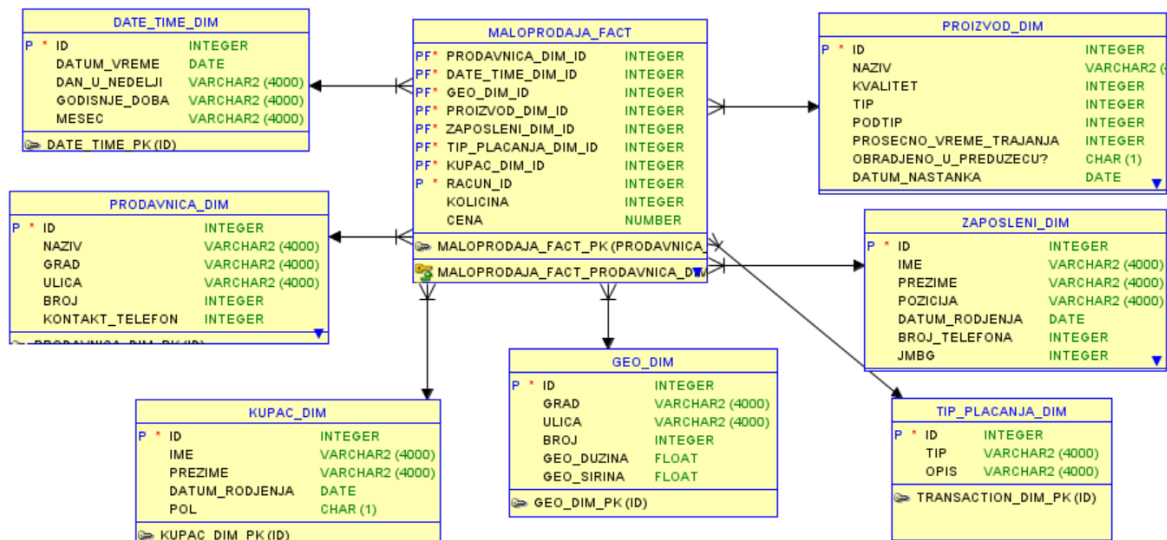 DATE_TIME_DIM
P * ID INTEGER
DATUM_VREME DATE
DAN_U_NEDELJI VARCHAR2 (4000)
GODISNJE_DOBA VARCHAR2 (4000)
MESEC VARCHAR2 (4000)
DATE_TIME_PK (ID)
MALOPRODAJA_FACT
PF* PRODAVNICA_DIM_ID INTEGER
PF* DATE_TIME_DIM_ID INTEGER
PF* GEO_DIM_ID INTEGER
PF* PROIZVOD_DIM_ID INTEGER
PF* ZAPOSLENI_DIM_ID INTEGER
PF* TIP_PLACANJA_DIM_ID INTEGER
PF* KUPAC_DIM_ID INTEGER
P * RACUN_ID INTEGER
KOLICINA INTEGER
CENA NUMBER
MALOPRODAJA_FACT_PK (PRODAVNICA_
MALOPRODAJA_FACT_PRODAVNICA_DIM
PROIZVOD_DIM
P * ID INTEGER
NAZIV VARCHAR2 (
KVALITET INTEGER
TIP INTEGER
PODTIP INTEGER
PROSECNO_VREME_TRAJANJA INTEGER
OBRADJENO_U_PREDUZECU? CHAR (1)
DATUM_NASTANKA DATE
PRODAVNICA_DIM
P * ID INTEGER
NAZIV VARCHAR2 (4000)
GRAD VARCHAR2 (4000)
ULICA VARCHAR2 (4000)
BROJ INTEGER
KONTAKT_TELEFON INTEGER
PRODAVNICA_DIM_PK (ID)
ZAPOSLENI_DIM
P * ID INTEGER
IME VARCHAR2 (4000)
PREZIME VARCHAR2 (4000)
POZICIJA VARCHAR2 (4000)
DATUM_RODJENJA DATE
BROJ_TELEFONA INTEGER
JMBG INTEGER
KUPAC_DIM
P * ID INTEGER
IME VARCHAR2 (4000)
PREZIME VARCHAR2 (4000)
DATUM_RODJENJA DATE
POL CHAR (1)
KUPAC_DIM_PK (ID)
GEO_DIM
P * ID INTEGER
GRAD VARCHAR2 (4000)
ULICA VARCHAR2 (4000)
BROJ INTEGER
GEO_DUZINA FLOAT
GEO_SIRINA FLOAT
GEO_DIM_PK (ID)
TIP_PLACANJA_DIM
P * ID INTEGER
TIP VARCHAR2 (4000)
OPIS VARCHAR2 (4000)
TRANSACTION_DIM_PK (ID)